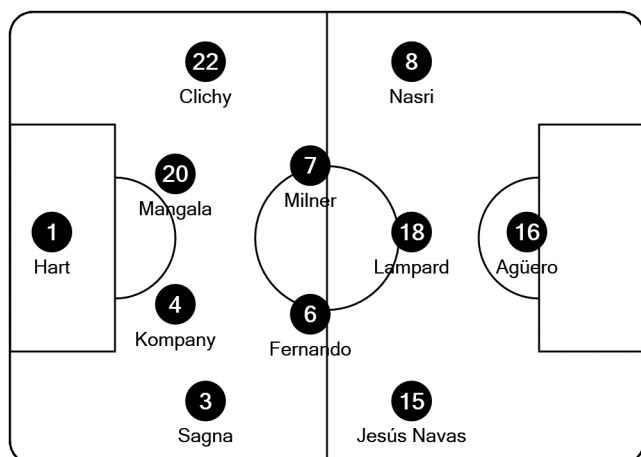 22
Clichy
8
Nasri
7
Milner
20
Mangala
1
Hart
18
Lampard
16
Agüero
4
Kompany
6
Fernando
3
Sagna
15
Jesús Navas